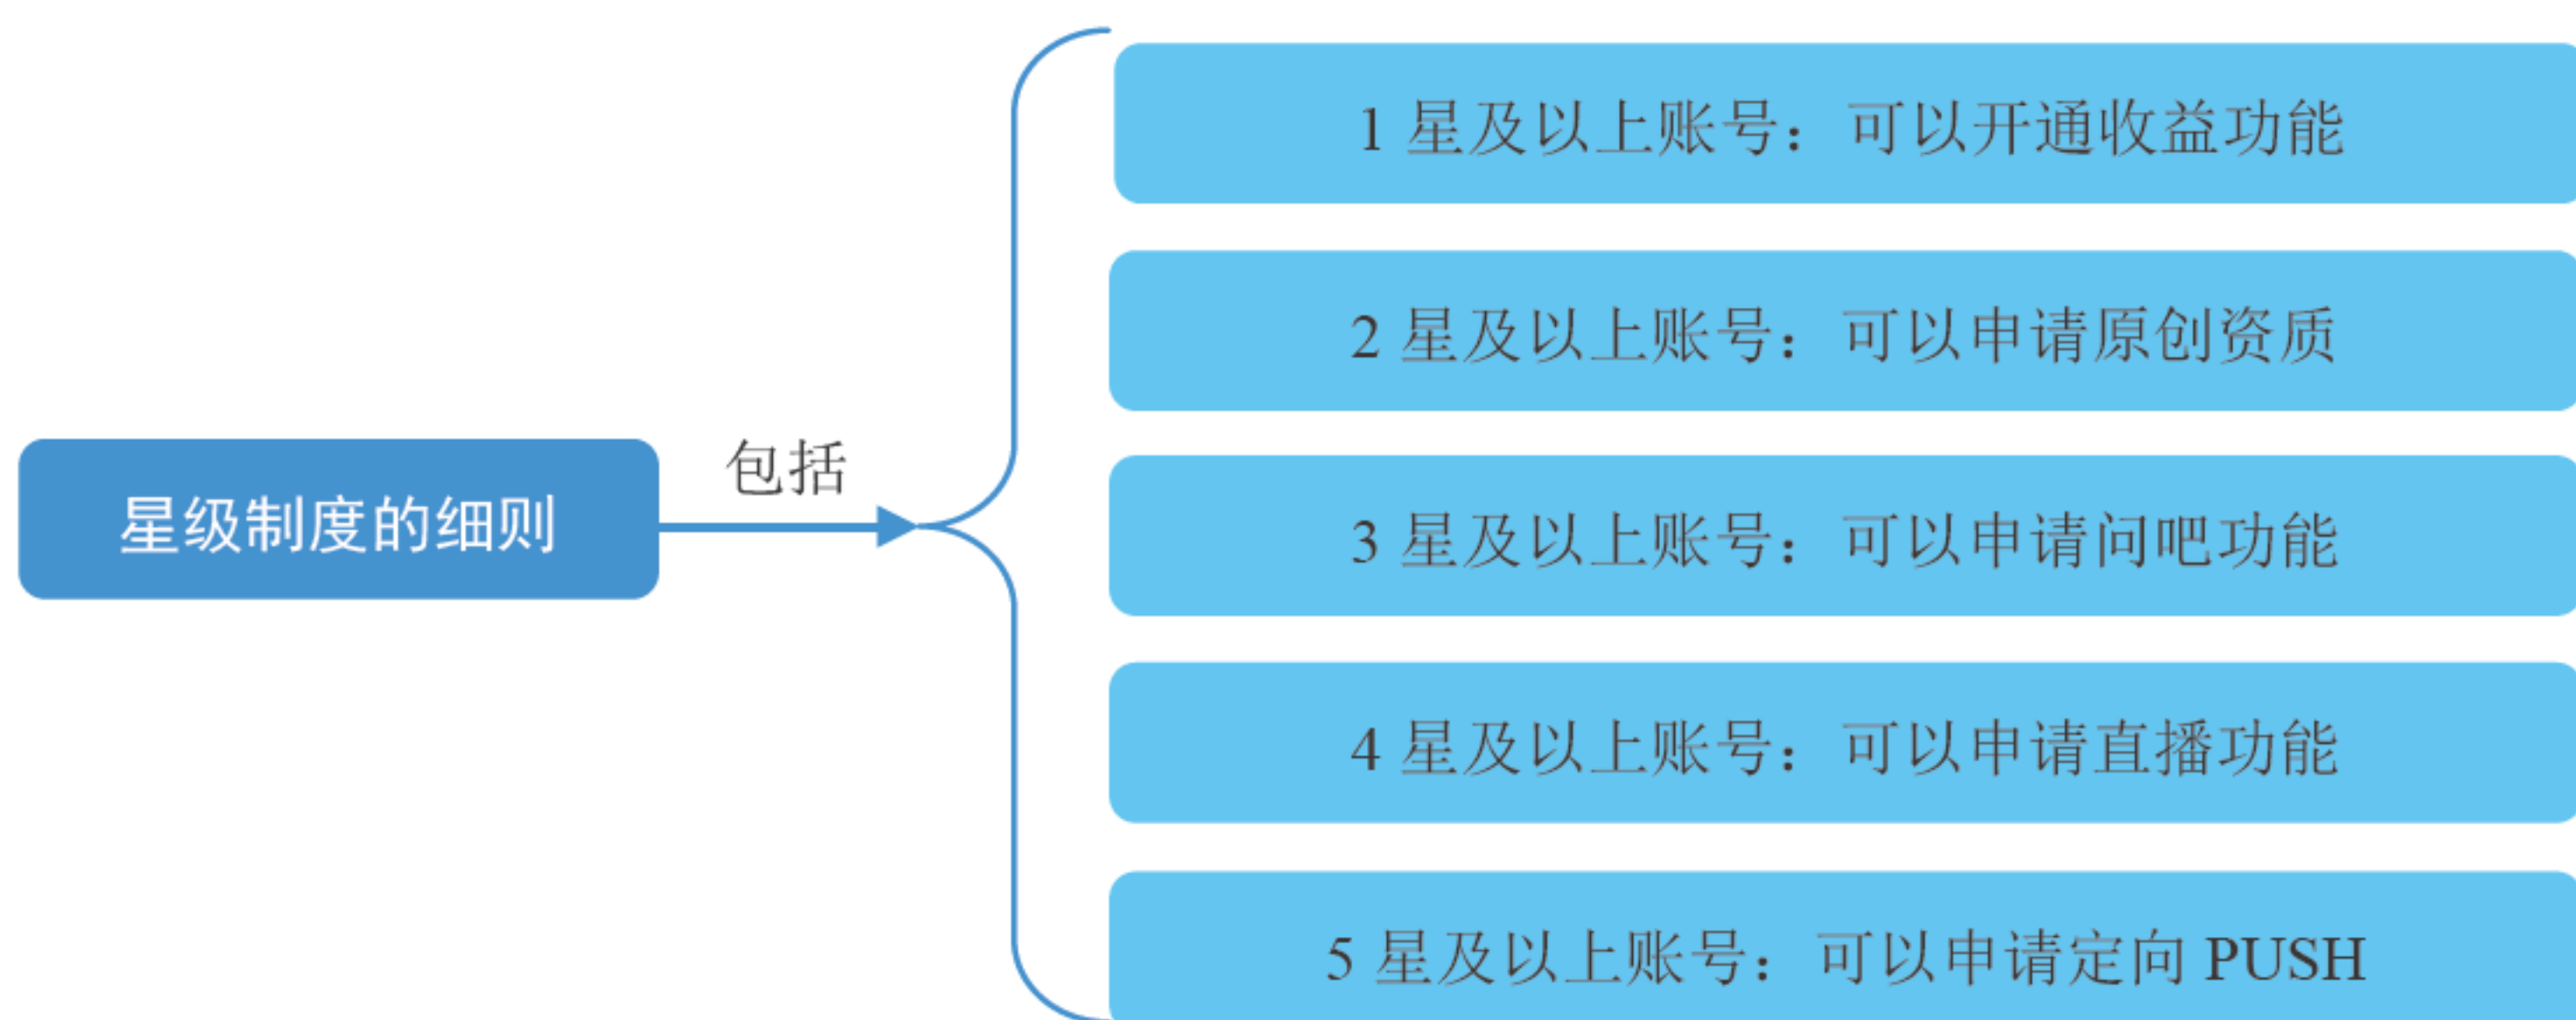 1 星及以上账号：可以开通收益功能
2 星及以上账号：可以申请原创资质
包括
星级制度的细则
3 星及以上账号：可以申请问吧功能
4 星及以上账号：可以申请直播功能
5 星及以上账号：可以申请定向 PUSH